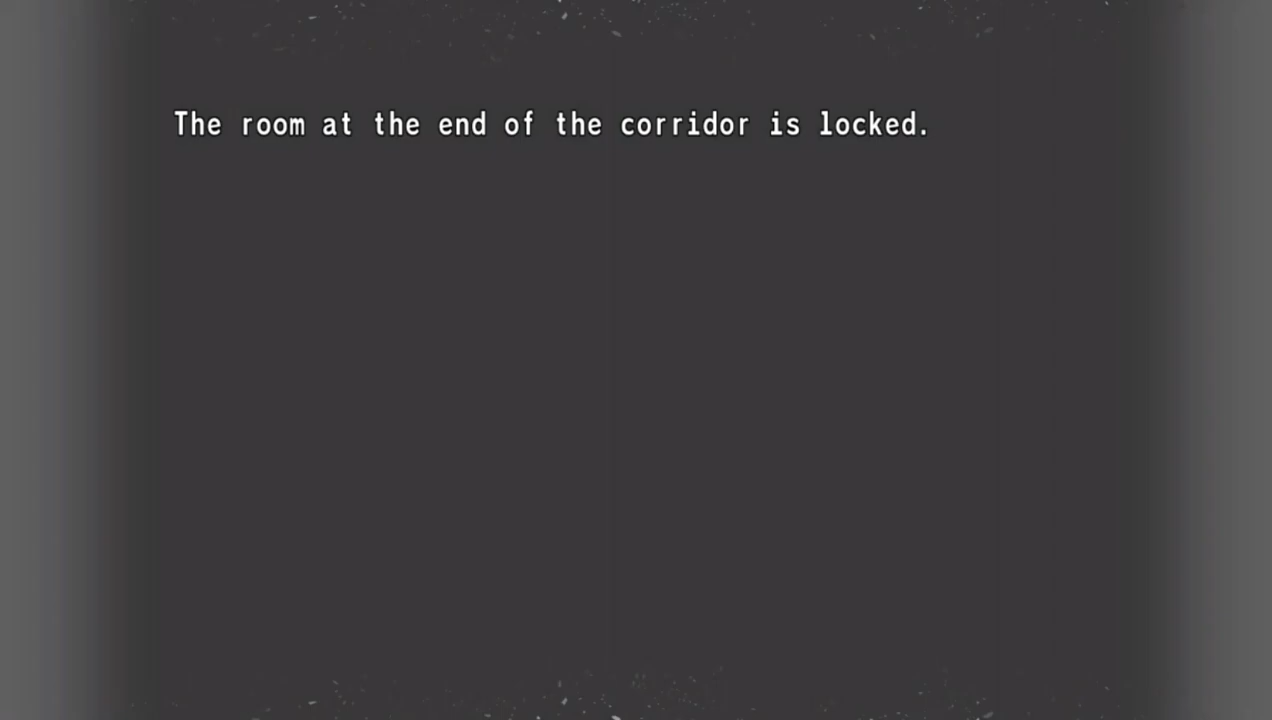 The room at the end of the corridor is locked.